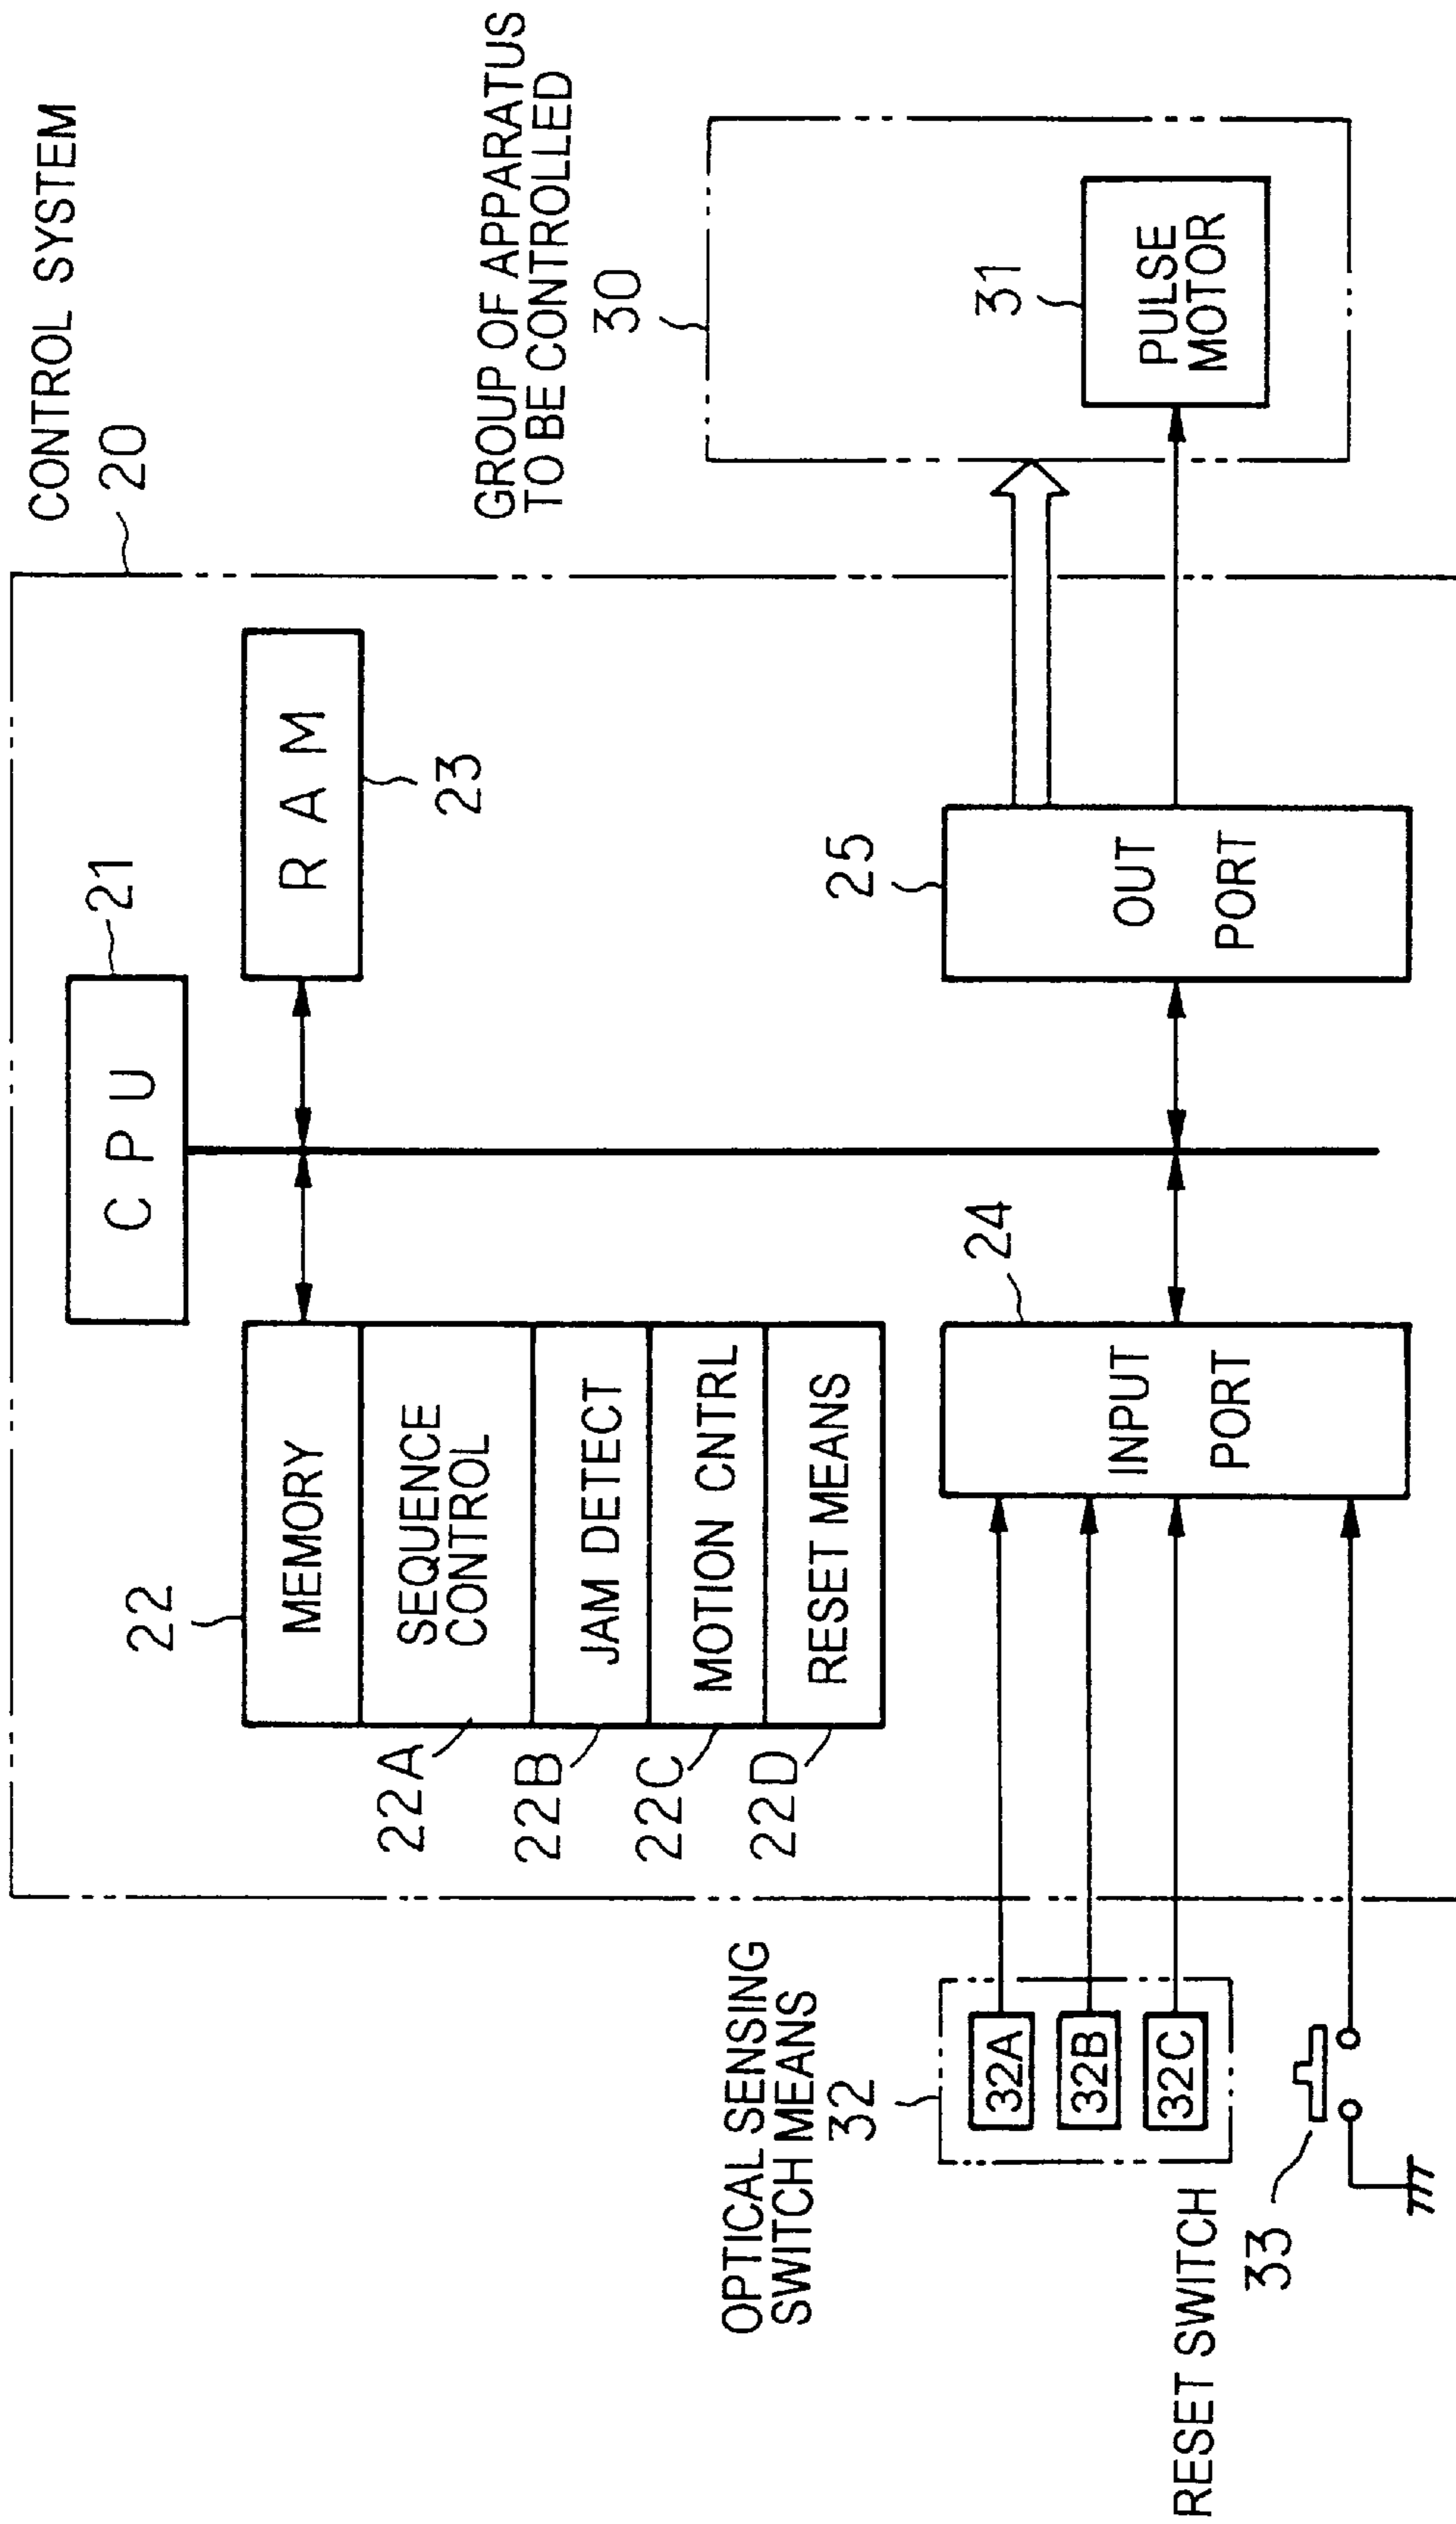 CONTROL SYSTEM
20
CPU
21
22
MEMORY
SEQUENCE
CONTROL
JAM DETECT
MOTION CNTRL
RESET MEANS
22A
22B
22C
22D
RAM
23
GROUP OF APPARATUS
TO BE CONTROLLED
30
31
PULSE
MOTOR
OPTICAL SENSING
SWITCH MEANS
32
32A
32B
32C
24
INPUT
PORT
25
OUT
PORT
RESET SWITCH
33